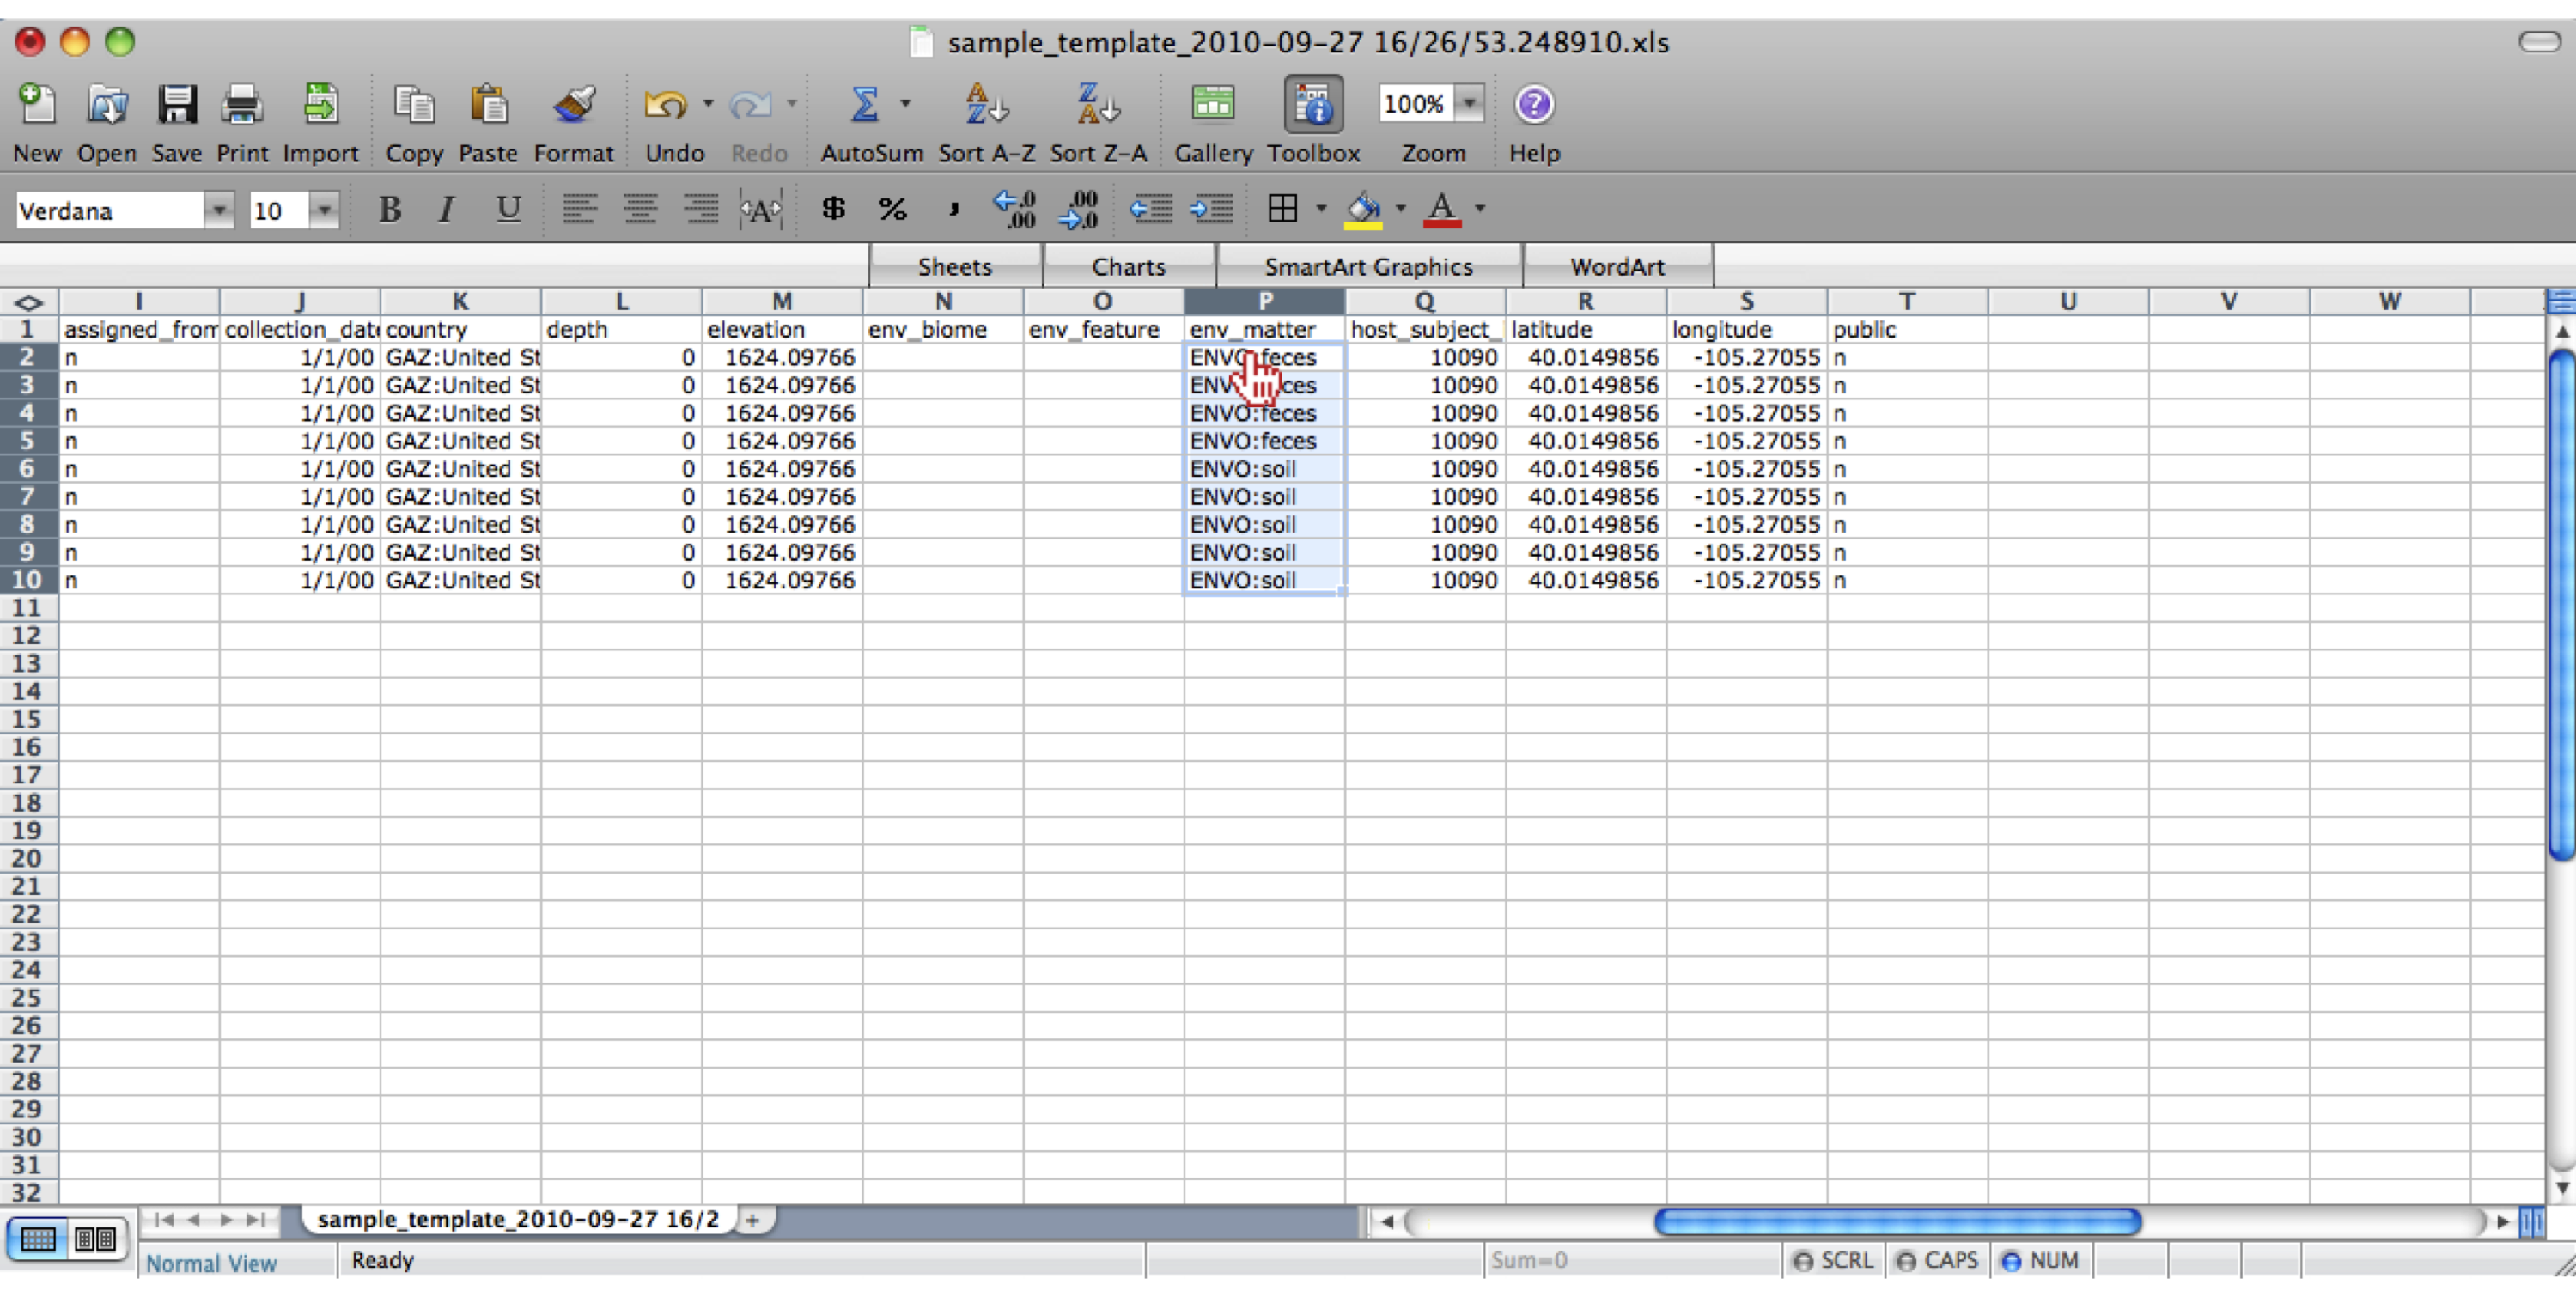 sample_template_2010-09-27 16/26/53.248910.xls
New Open Save Print Import Copy Paste Format Undo Redo AutoSum Sort A-Z Sort Z-A Gallery Toolbox 100% Zoom Help
Verdana 10 B I U $ % , .0 .00 .00 .0 A
Sheets Charts SmartArt Graphics WordArt
I J K L M N O P Q R S T U V W
1 assigned_from collection_dat country depth elevation env_biome env_feature env_matter host_subject_ latitude longitude public
2 n 1/1/00 GAZ:United St 0 1624.09766 ENVO:feces 10090 40.0149856 -105.27055 n
3 n 1/1/00 GAZ:United St 0 1624.09766 ENV ces 10090 40.0149856 -105.27055 n
4 n 1/1/00 GAZ:United St 0 1624.09766 ENVO:feces 10090 40.0149856 -105.27055 n
5 n 1/1/00 GAZ:United St 0 1624.09766 ENVO:feces 10090 40.0149856 -105.27055 n
6 n 1/1/00 GAZ:United St 0 1624.09766 ENVO:soil 10090 40.0149856 -105.27055 n
7 n 1/1/00 GAZ:United St 0 1624.09766 ENVO:soil 10090 40.0149856 -105.27055 n
8 n 1/1/00 GAZ:United St 0 1624.09766 ENVO:soil 10090 40.0149856 -105.27055 n
9 n 1/1/00 GAZ:United St 0 1624.09766 ENVO:soil 10090 40.0149856 -105.27055 n
10 n 1/1/00 GAZ:United St 0 1624.09766 ENVO:soil 10090 40.0149856 -105.27055 n
11
12
13
14
15
16
17
18
19
20
21
22
23
24
25
26
27
28
29
30
31
32
sample_template_2010-09-27 16/2 +
Normal View Ready Sum=0 SCRL CAPS NUM